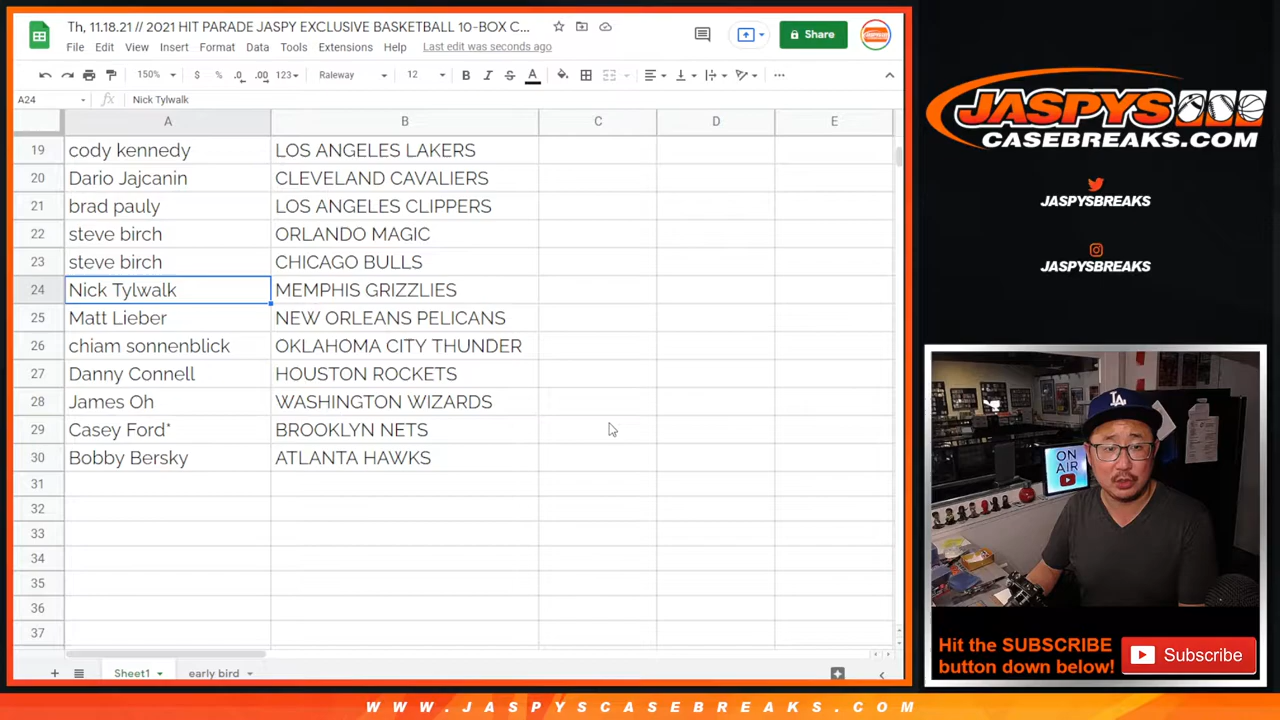 Th, 11.18.21 // 2021 HIT PARADE JASPY EXCLUSIVE BASKETBALL 10-BOX C...
File Edit View Insert Format Data Tools Extensions Help Last edit was seconds ago
Share
150% $ % .0 .00 123 Raleway 12 B I S A
A24 fx Nick Tylwalk
A B C D E
19 cody kennedy LOS ANGELES LAKERS
20 Dario Jajcanin CLEVELAND CAVALIERS
21 brad pauly LOS ANGELES CLIPPERS
22 steve birch ORLANDO MAGIC
23 steve birch CHICAGO BULLS
24 Nick Tylwalk MEMPHIS GRIZZLIES
25 Matt Lieber NEW ORLEANS PELICANS
26 chiam sonnenblick OKLAHOMA CITY THUNDER
27 Danny Connell HOUSTON ROCKETS
28 James Oh WASHINGTON WIZARDS
29 Casey Ford* BROOKLYN NETS
30 Bobby Bersky ATLANTA HAWKS
31
32
33
34
35
36
37
Sheet1 early bird
JASPYS
CASEBREAKS.COM
JASPYSBREAKS
JASPYSBREAKS
LA
ON
AIR
Hit the SUBSCRIBE
button down below!
Subscribe
WWW.JASPYSCASEBREAKS.COM